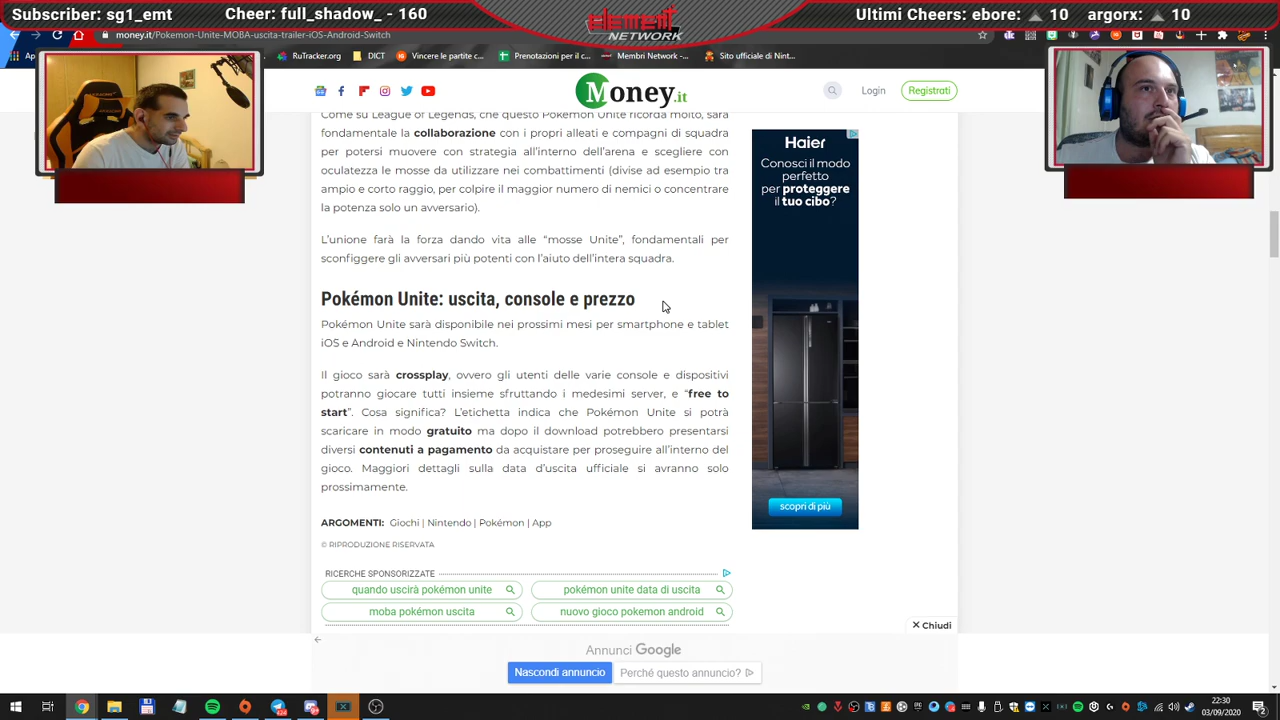 Subscriber: sg1_emt
Cheer: full_shadow_ - 160
element
NETWORK
Ultimi Cheers: ebore: 10 argorx: 10
money.it/Pokemon-Unite-MOBA-uscita-trailer-iOS-Android-Switch
RuTracker.org
DICT
Vincere le partite c...
Prenotazioni per il c...
Membri Network -...
Sito ufficiale di Nint...
Money.it
Login
Registrati
Come su League of Legends, che questo Pokémon Unite ricorda molto, sarà
fondamentale la collaborazione con i propri alleati e compagni di squadra
per potersi muovere con strategia all'interno dell'arena e scegliere con
oculatezza le mosse da utilizzare nei combattimenti (divise ad esempio tra
ampio e corto raggio, per colpire il maggior numero di nemici o concentrare
la potenza solo un avversario).
L'unione farà la forza dando vita alle “mosse Unite”, fondamentali per
sconfiggere gli avversari più potenti con l'aiuto dell'intera squadra.
Pokémon Unite: uscita, console e prezzo
Pokémon Unite sarà disponibile nei prossimi mesi per smartphone e tablet
iOS e Android e Nintendo Switch.
Il gioco sarà crossplay, ovvero gli utenti delle varie console e dispositivi
potranno giocare tutti insieme sfruttando i medesimi server, e “free to
start”. Cosa significa? L'etichetta indica che Pokémon Unite si potrà
scaricare in modo gratuito ma dopo il download potrebbero presentarsi
diversi contenuti a pagamento da acquistare per proseguire all'interno del
gioco. Maggiori dettagli sulla data d'uscita ufficiale si avranno solo
prossimamente.
ARGOMENTI: Giochi | Nintendo | Pokémon | App
© RIPRODUZIONE RISERVATA
RICERCHE SPONSORIZZATE
quando uscirà pokémon unite
pokémon unite data di uscita
moba pokémon uscita
nuovo gioco pokemon android
Haier
Conosci il modo
perfetto
per proteggere
il tuo cibo?
scopri di più
Chiudi
Annunci Google
Nascondi annuncio
Perché questo annuncio?
22:30
03/09/2020